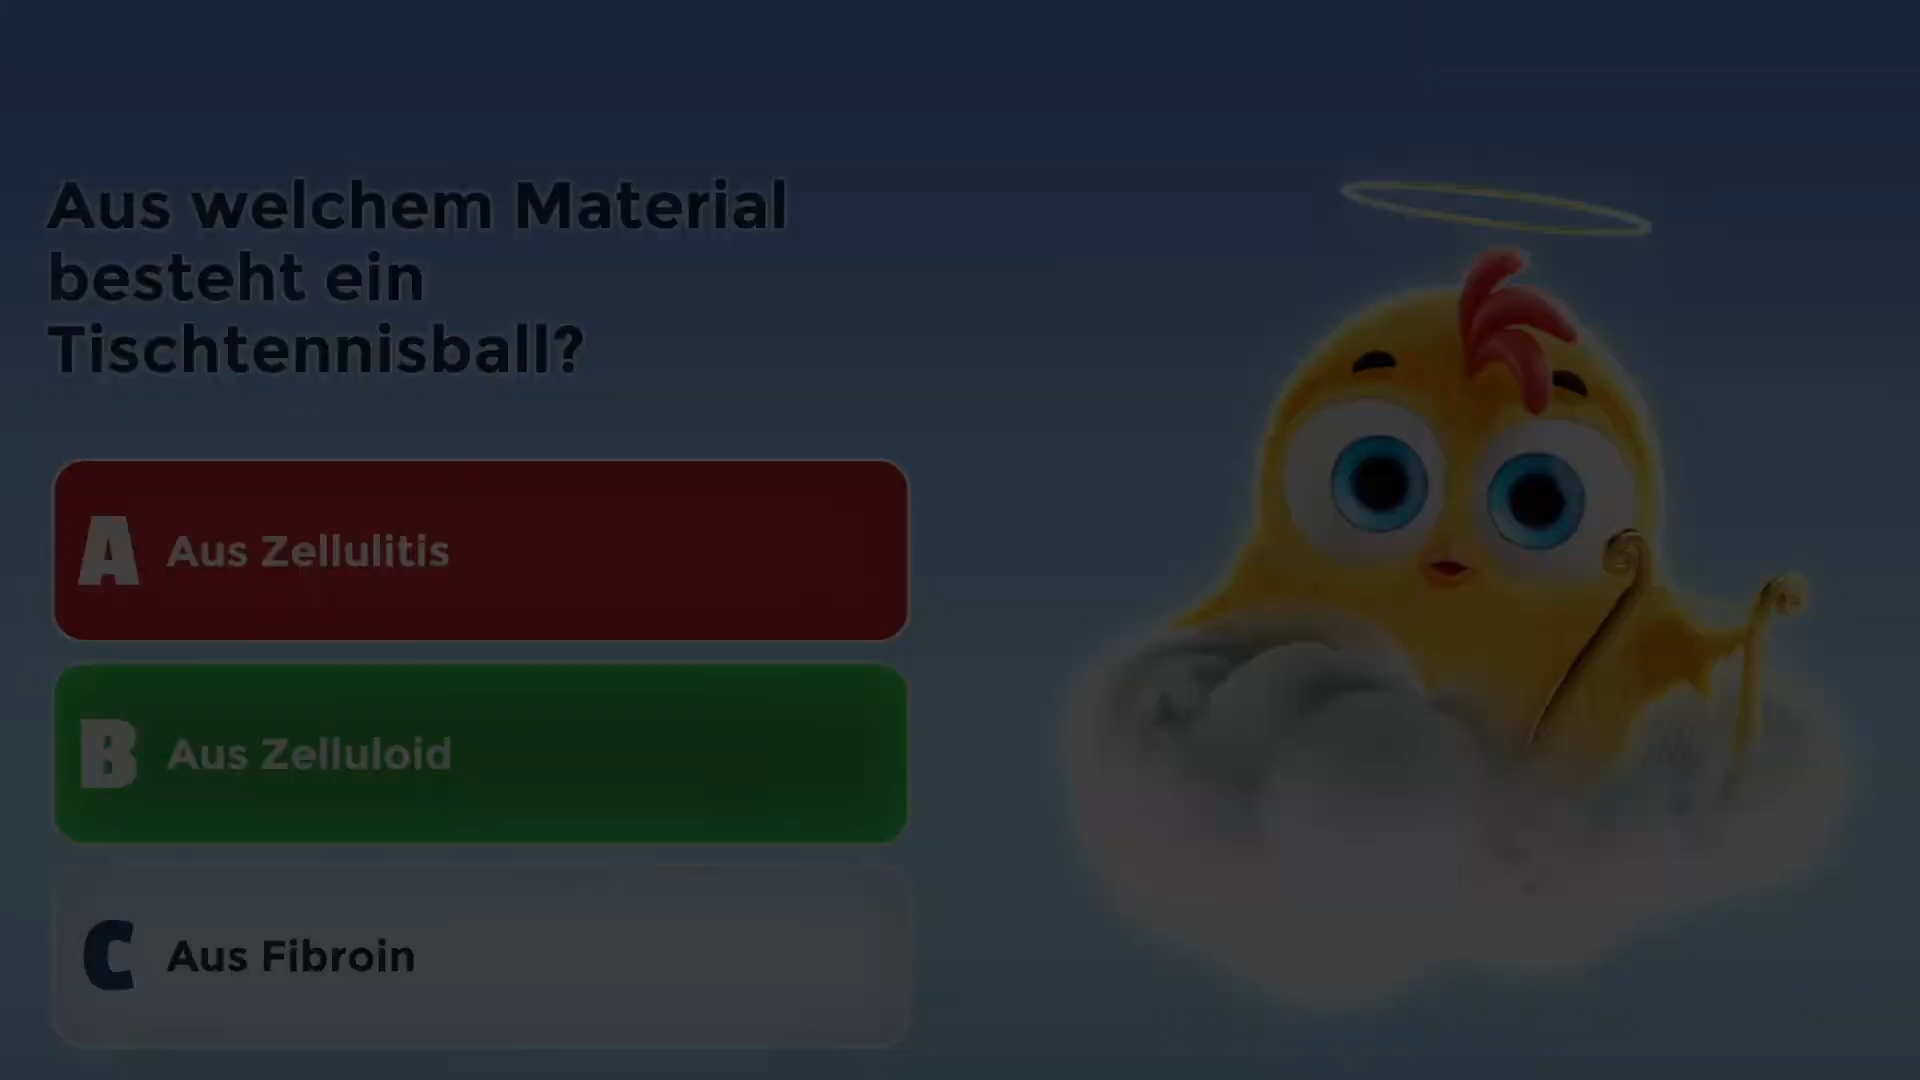 Aus welchem Material
besteht ein
Tischtennisball?
A Aus Zellulitis
B Aus Zelluloid
C Aus Fibroin